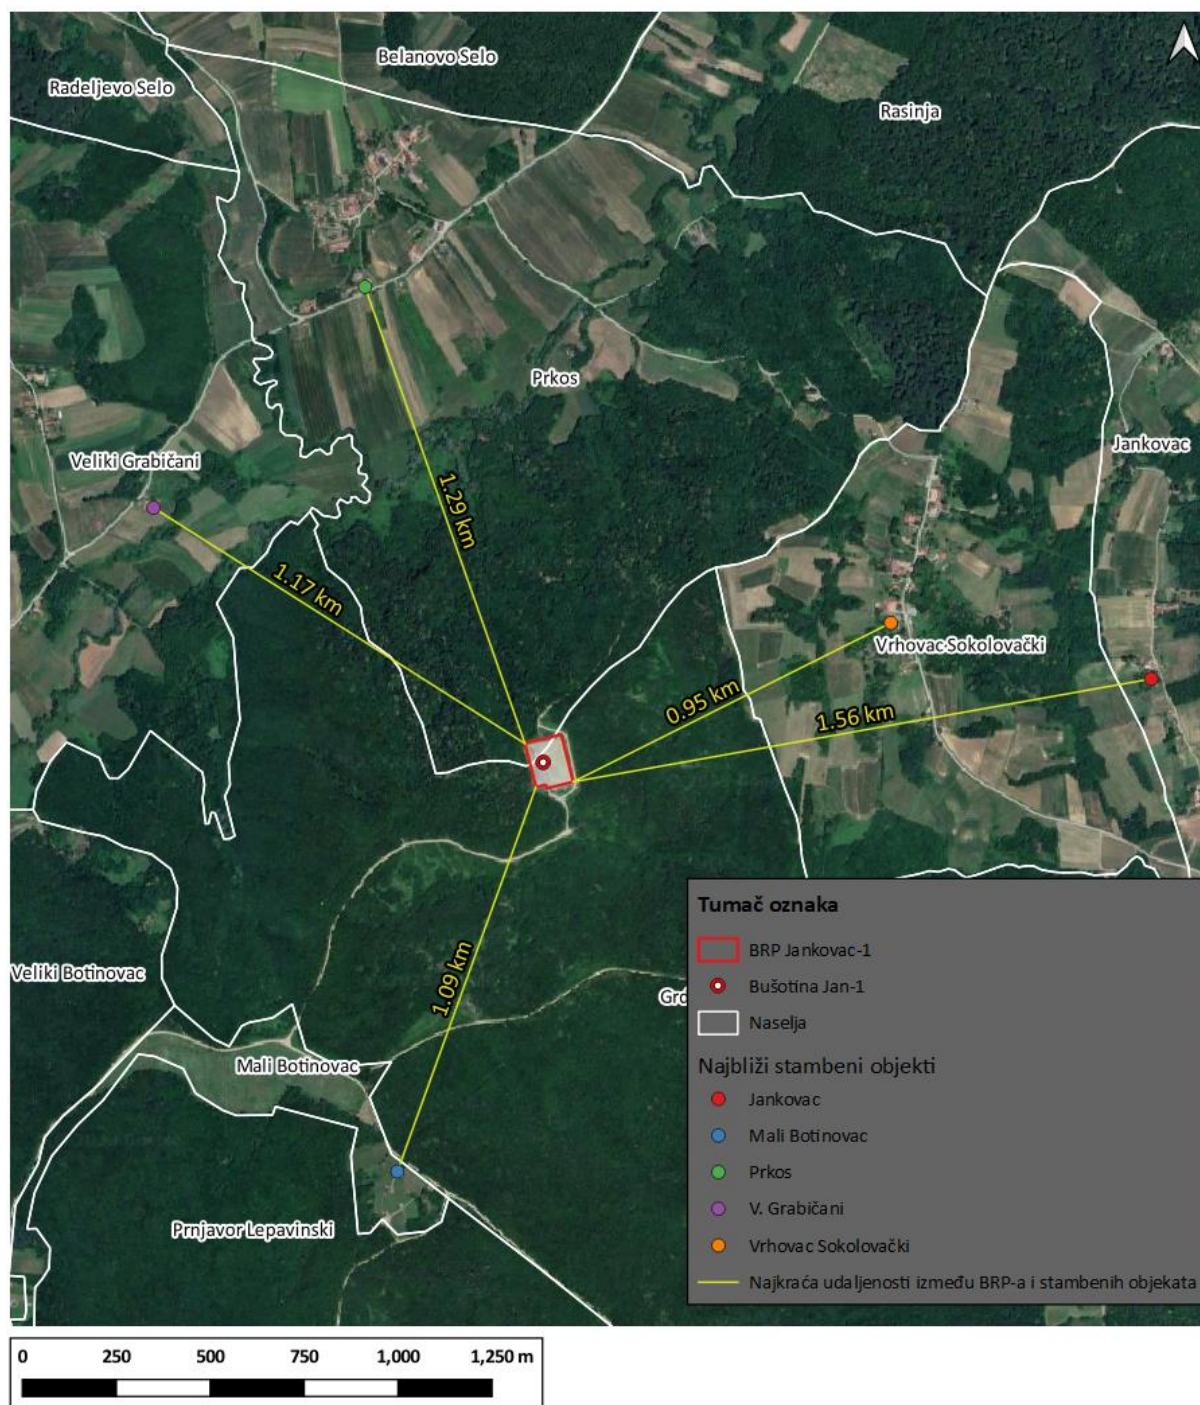 Belanovo Selo
Radeljevo Selo
Rasinja
Prkos
Jankovac
Veliki Grabičani
1.29 km
1.17 km
Vrhovac Sokolovački
0.95 km
1.56 km
1.09 km
Veliki Botinovac
Mali Botinovac
Prnjavor Lepavinski
Tumač oznaka
BRP Jankovac-1
Bušotina Jan-1
Naselja
Najbliži stambeni objekti
Jankovac
Mali Botinovac
Prkos
V. Grabičani
Vrhovac Sokolovački
Najkraća udaljenosti između BRP-a i stambenih objekata
0 250 500 750 1,000 1,250 m